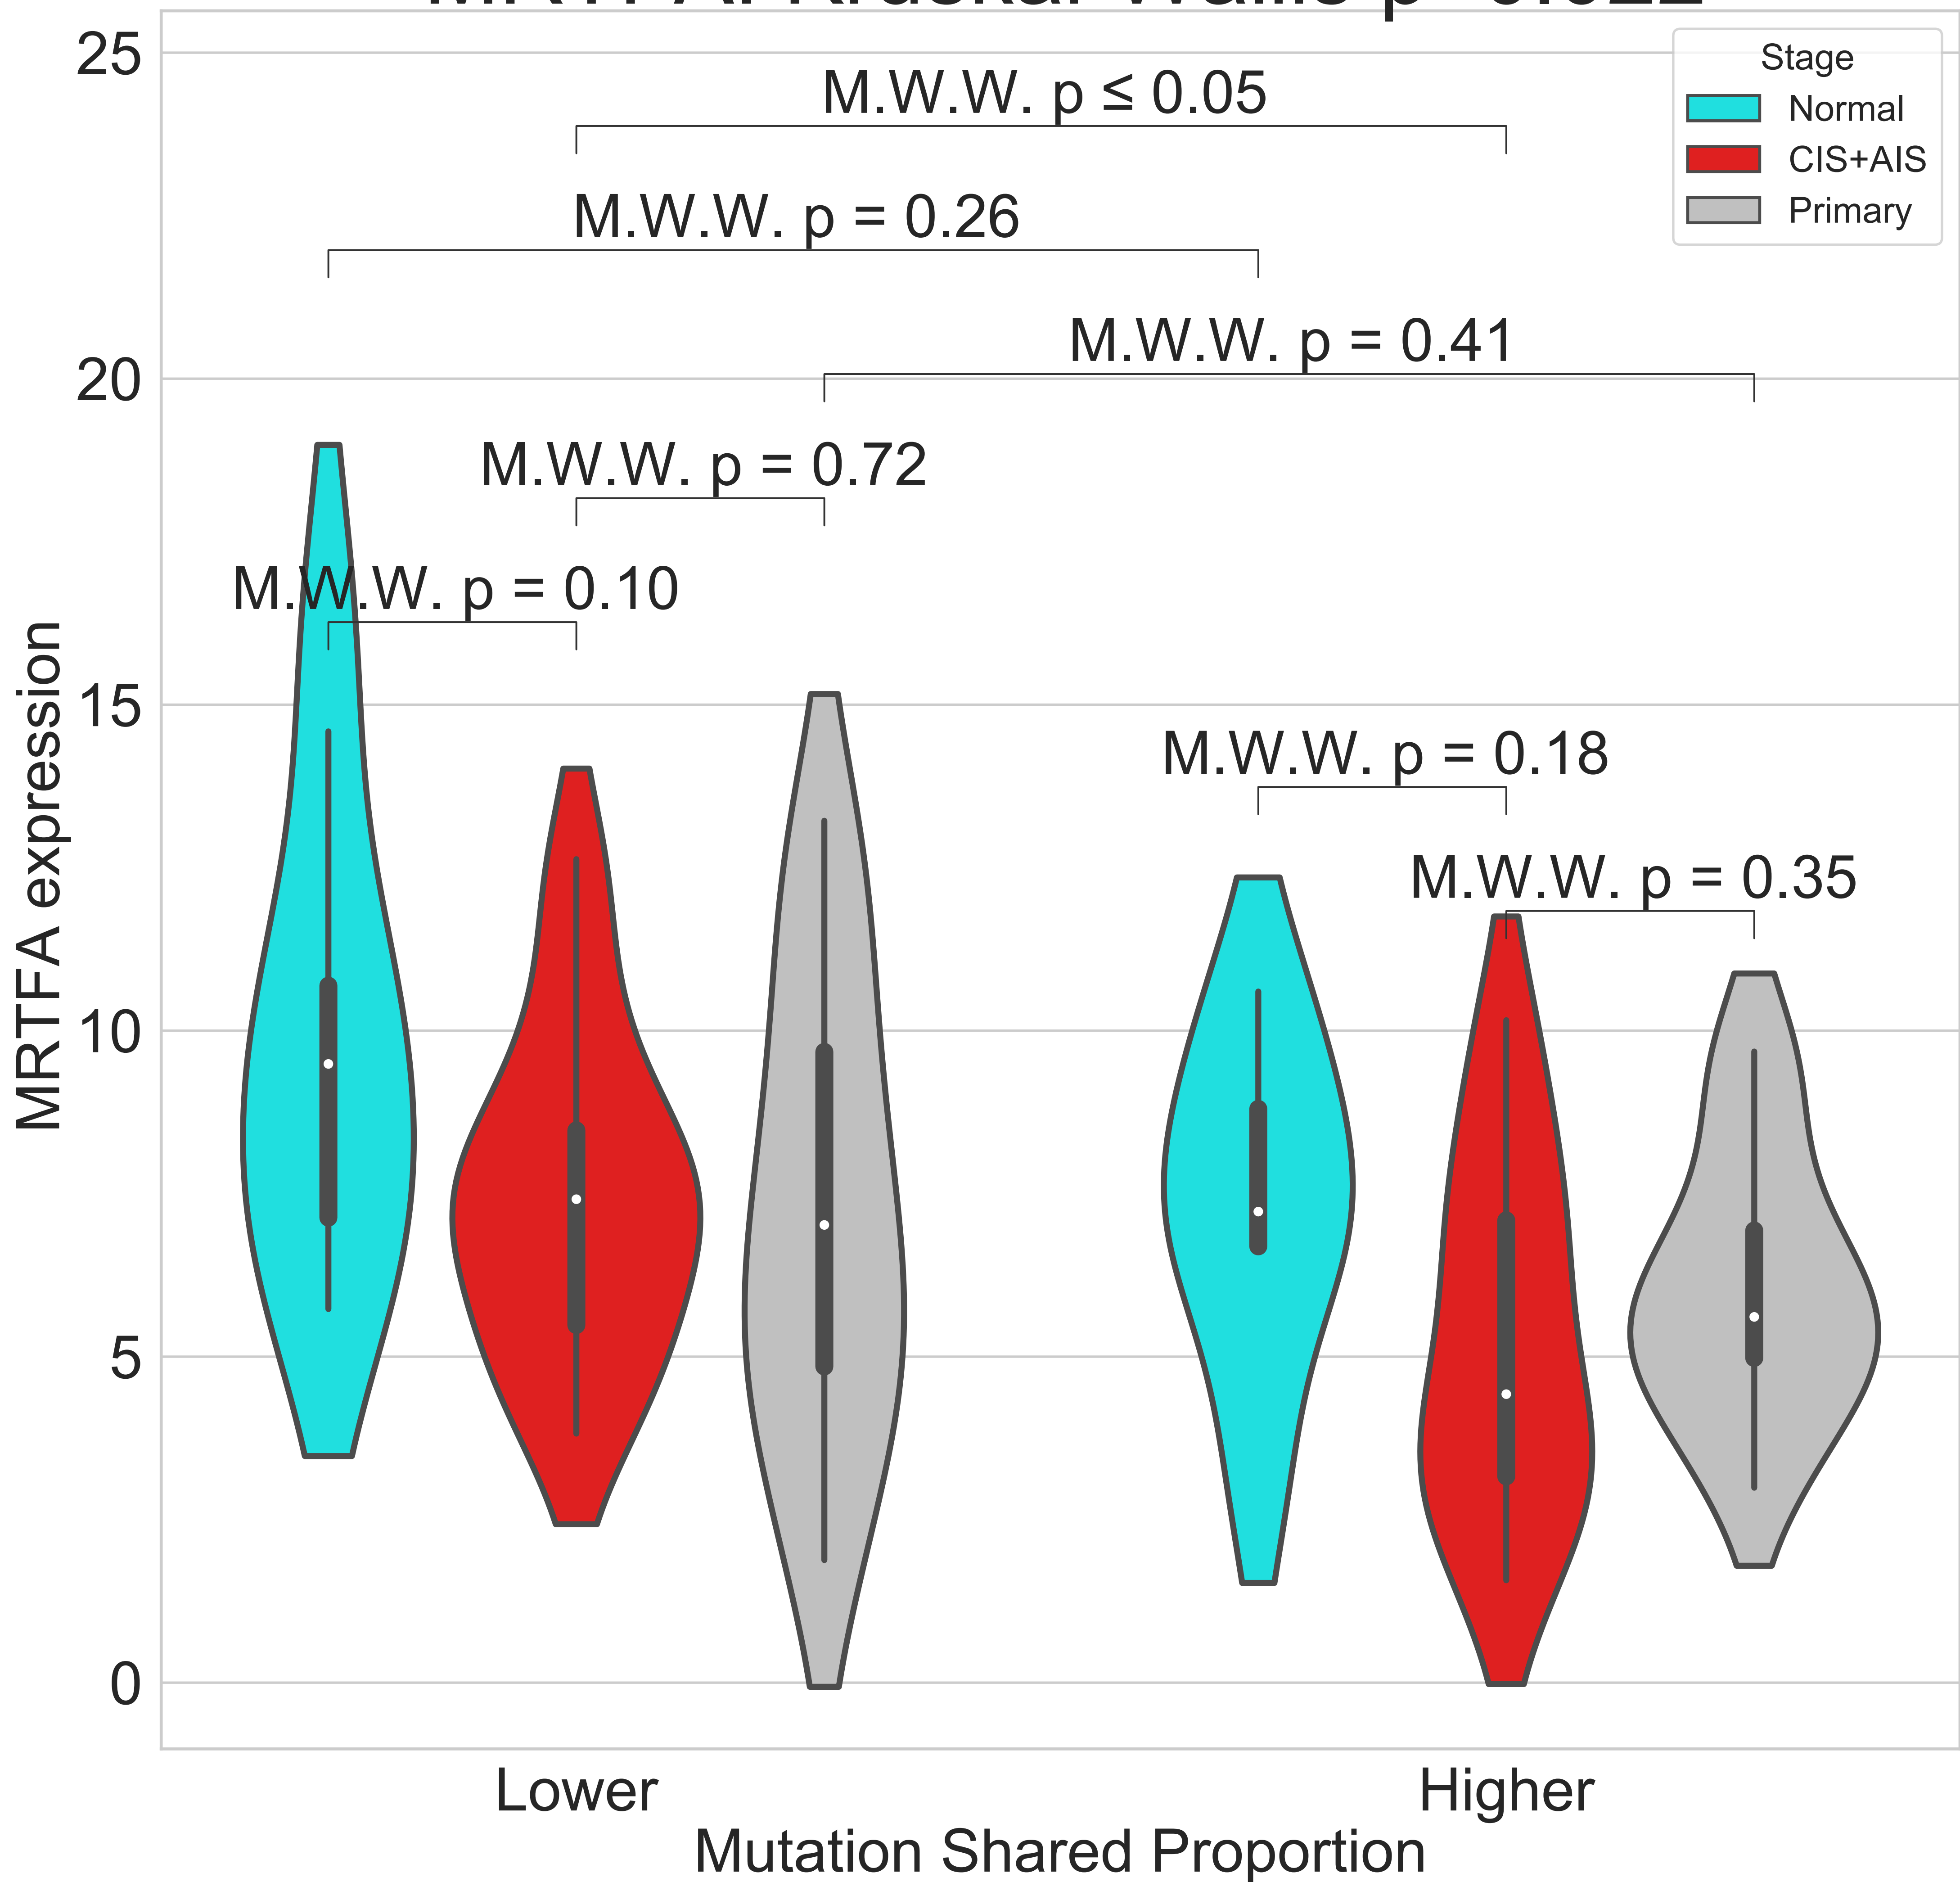 25
20
15
10
5
0
MRTFA expression
M.W.W. p ≤ 0.05
M.W.W. p = 0.26
M.W.W. p = 0.41
M.W.W. p = 0.72
M.W.W. p = 0.10
M.W.W. p = 0.18
M.W.W. p = 0.35
Stage
Normal
CIS+AIS
Primary
Lower
Higher
Mutation Shared Proportion